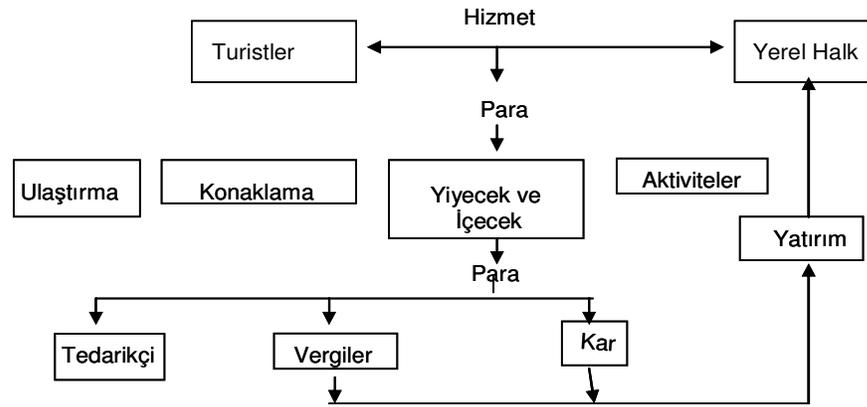 Hizmet
Turistler
Yerel Halk
Para
Ulaştırma
Konaklama
Yiyecek ve
İçecek
Aktiviteler
Yatırım
Para
Tedarikçi
Vergiler
Kar